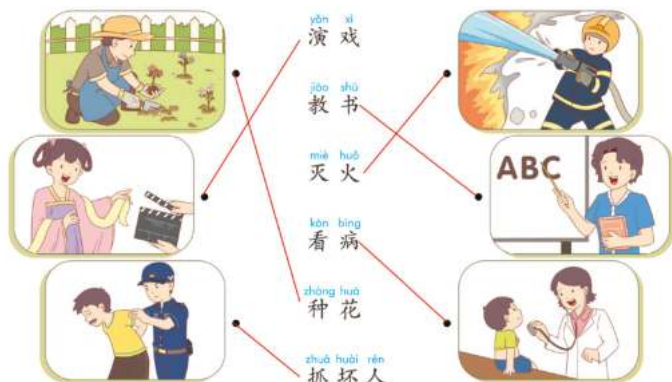 yǎn xì
演 戏
jiāo shū
教 书
ABC
miè huǒ
灭 火
kàn bìng
看 病
zhòng huā
种 花
zhuā huài rén
抓 坏 人